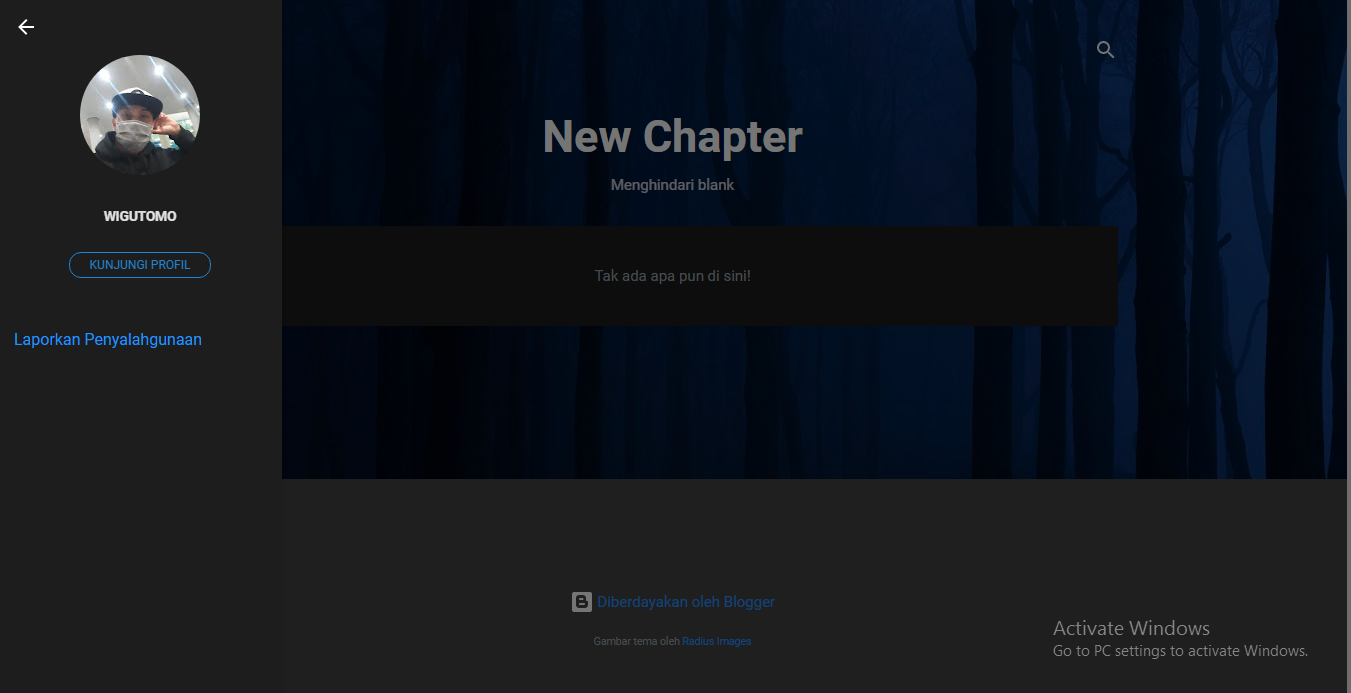 WIGUTOMO
KUNJUNGI PROFIL
Laporkan Penyalahgunaan
New Chapter
Menghindari blank
Tak ada apa pun di sini!
Diberdayakan oleh Blogger
Gambar tema oleh Radius Images
Activate Windows
Go to PC settings to activate Windows.